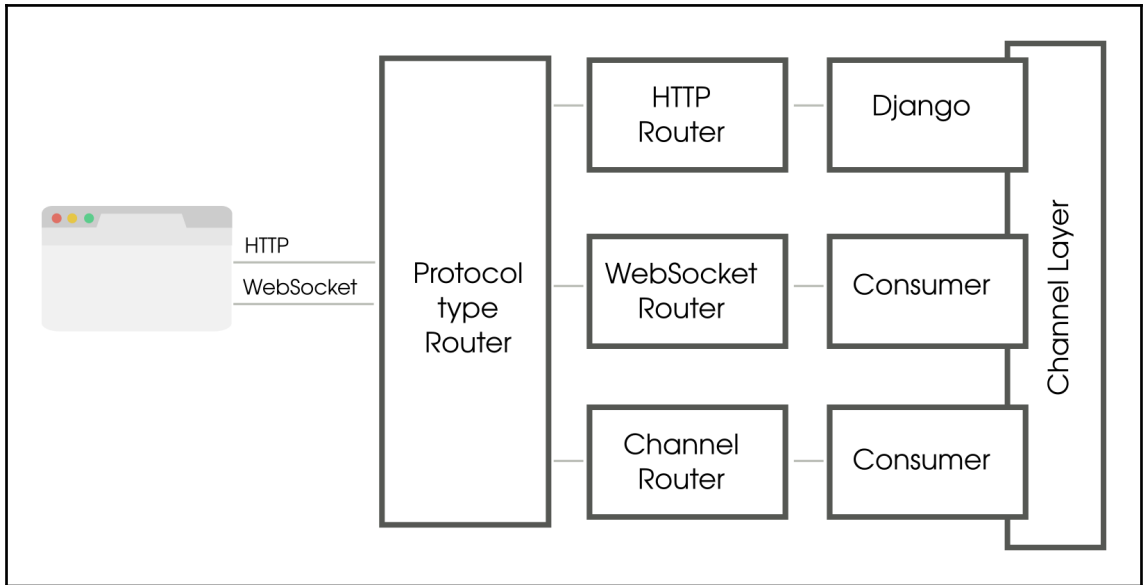 HTTP
WebSocket
Protocol
type
Router
HTTP
Router
Django
WebSocket
Router
Consumer
Channel
Router
Consumer
Channel Layer